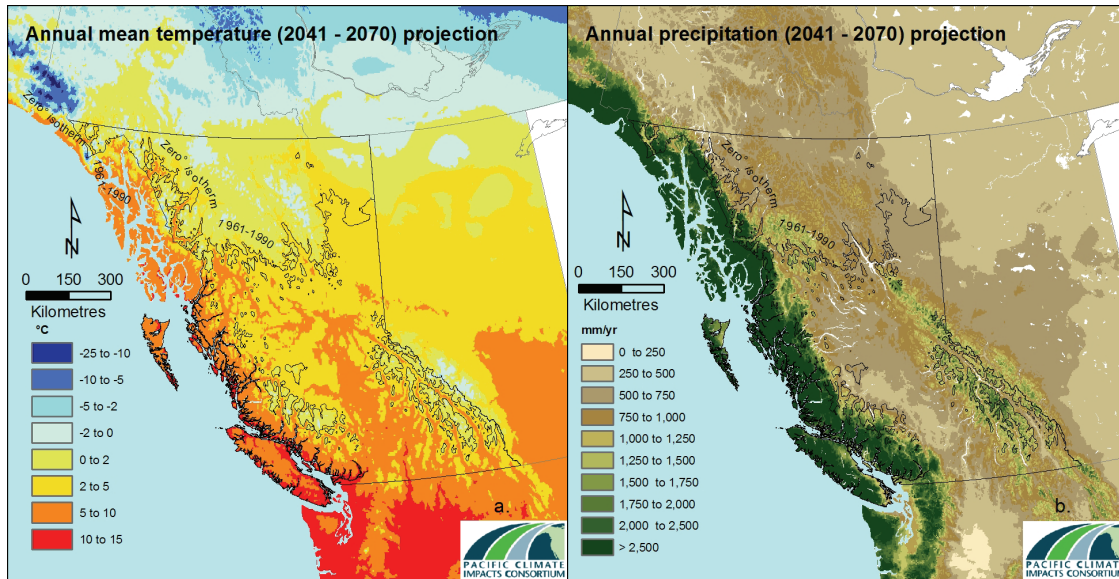 Annual mean temperature (2041 - 2070) projection
Zero° isotherm
1961-1990
Zero° isotherm
1961-1990
N
0 150 300
Kilometres
°C
-25 to -10
-10 to -5
-5 to -2
-2 to 0
0 to 2
2 to 5
5 to 10
10 to 15
a.
PACIFIC CLIMATE
IMPACTS CONSORTIUM
Annual precipitation (2041 - 2070) projection
Zero° isotherm
1961-1990
N
0 150 300
Kilometres
mm/yr
0 to 250
250 to 500
500 to 750
750 to 1,000
1,000 to 1,250
1,250 to 1,500
1,500 to 1,750
1,750 to 2,000
2,000 to 2,500
> 2,500
b.
PACIFIC CLIMATE
IMPACTS CONSORTIUM